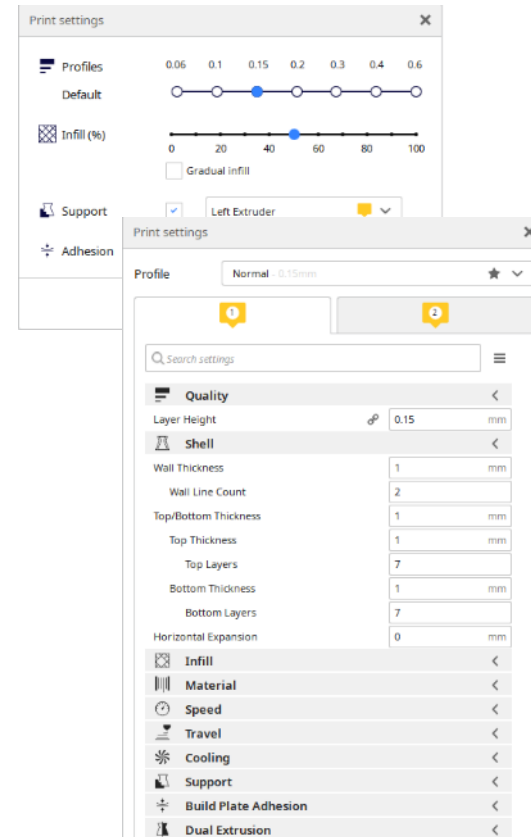 Print settings
Profiles 0.06 0.1 0.15 0.2 0.3 0.4 0.6
Default
Infill (%)
0 20 40 60 80 100
Gradual infill
Support Left Extruder
Adhesion
Print settings
Profile Normal - 0.15mm
1 2
Search settings
Quality
Layer Height 0.15 mm
Shell
Wall Thickness 1 mm
Wall Line Count 2
Top/Bottom Thickness 1 mm
Top Thickness 1 mm
Top Layers 7
Bottom Thickness 1 mm
Bottom Layers 7
Horizontal Expansion 0 mm
Infill
Material
Speed
Travel
Cooling
Support
Build Plate Adhesion
Dual Extrusion